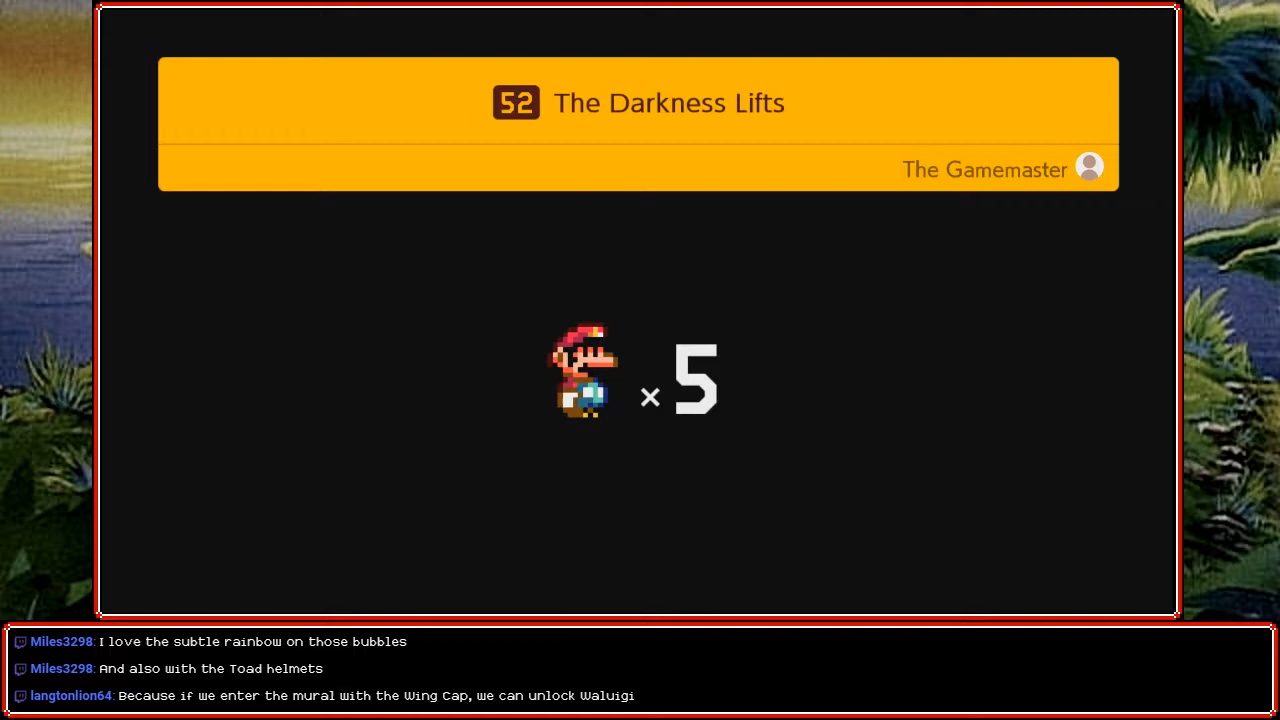 52 The Darkness Lifts
The Gamemaster
× 5
Miles3298: I love the subtle rainbow on those bubbles
Miles3298: And also with the Toad helmets
langtonlion64: Because if we enter the mural with the Wing Cap, we can unlock Waluigi